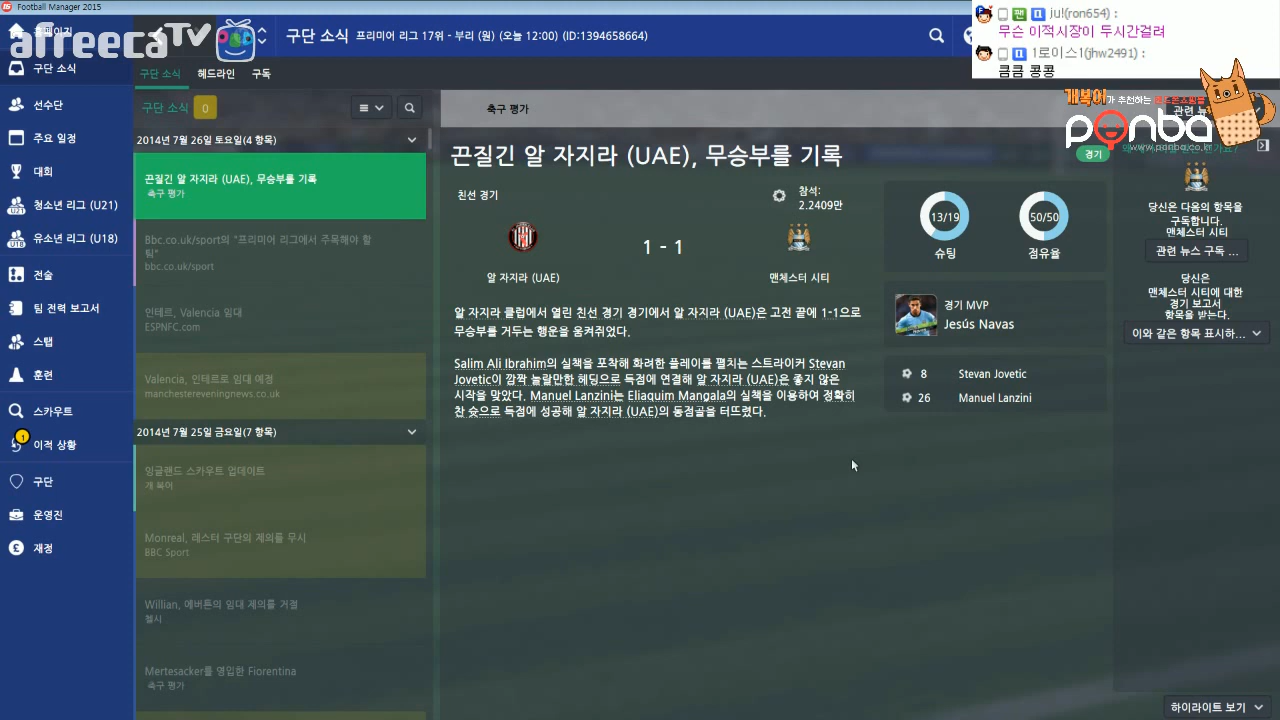 Football Manager 2015
afreecaTV
구단 소식 프리미어 리그 17위 - 부리 (원) (오늘 12:00) (ID:1394658664)
ju!(ron654) :
무슨 이적시장이 두시간걸려
1로이스1(jhw2491) :
큼큼 콩콩
개복어가 추천하는
PONBA
www.ponba.co.kr
구단 소식
선수단
주요 일정
대회
청소년 리그 (U21)
유소년 리그 (U18)
전술
팀 전력 보고서
스탭
훈련
스카우트
1
이적 상황
구단
운영진
재정
구단 소식 헤드라인 구독
구단 소식 0
2014년 7월 26일 토요일(4 항목)
끈질긴 알 자지라 (UAE), 무승부를 기록
축구 평가
Bbc.co.uk/sport의 "프리미어 리그에서 주목해야 할
팀"
bbc.co.uk/sport
인테르, Valencia 임대
ESPNFC.com
Valencia, 인테르로 임대 예정
manchestereveningnews.co.uk
2014년 7월 25일 금요일(7 항목)
잉글랜드 스카우트 업데이트
개 복어
Monreal, 레스터 구단의 제의를 무시
BBC Sport
Willian, 에버튼의 임대 제의를 거절
첼시
Mertesacker를 영입한 Fiorentina
축구 평가
축구 평가
끈질긴 알 자지라 (UAE), 무승부를 기록
경기
친선 경기
참석:
2.2409만
1 - 1
알 자지라 (UAE)
맨체스터 시티
알 자지라 클럽에서 열린 친선 경기 경기에서 알 자지라 (UAE)은 고전 끝에 1-1으로
무승부를 거두는 행운을 움켜쥐었다.
Salim Ali Ibrahim의 실책을 포착해 화려한 플레이를 펼치는 스트라이커 Stevan
Jovetic이 깜짝 놀랄만한 헤딩으로 득점에 연결해 알 자지라 (UAE)은 좋지 않은
시작을 맞았다. Manuel Lanzini는 Eliaquim Mangala의 실책을 이용하여 정확히
찬 슛으로 득점에 성공해 알 자지라 (UAE)의 동점골을 터뜨렸다.
13/19
50/50
슈팅
점유율
경기 MVP
Jesús Navas
8 Stevan Jovetic
26 Manuel Lanzini
당신은 다음의 항목을
구독합니다.
맨체스터 시티
관련 뉴스 구독 ...
당신은
맨체스터 시티에 대한
경기 보고서
항목을 받는다.
이와 같은 항목 표시하...
하이라이트 보기